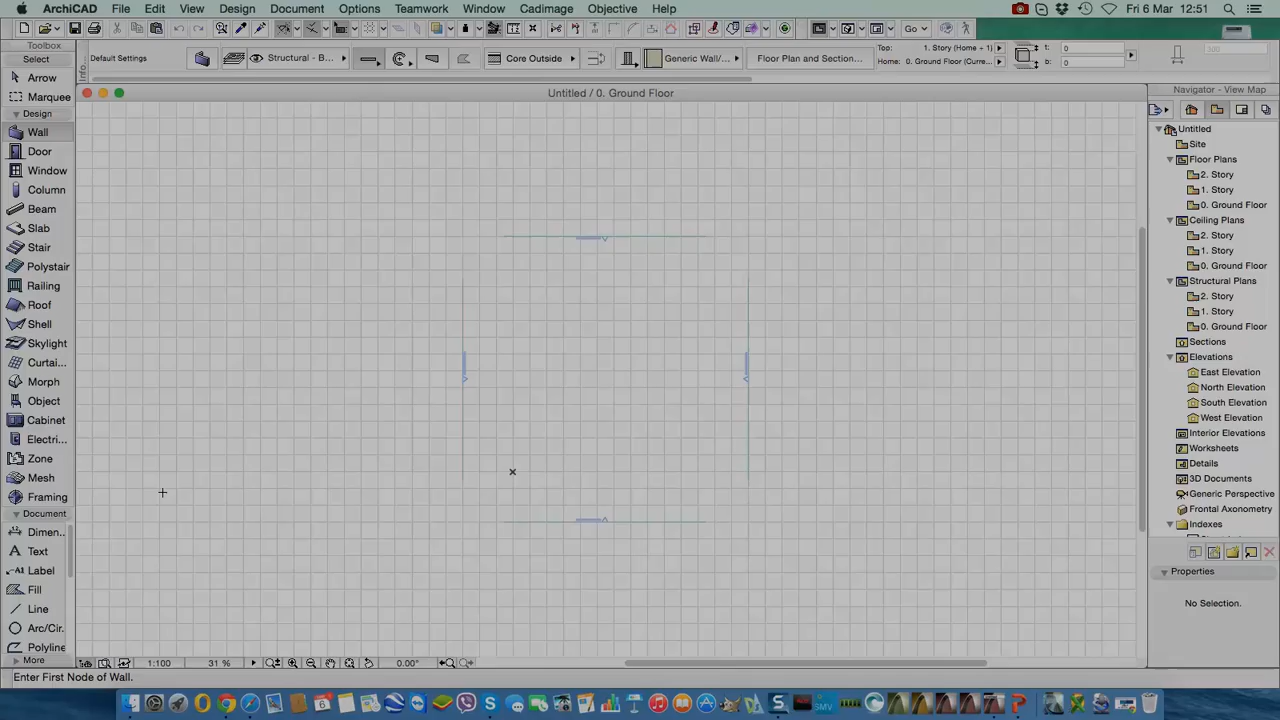 ArchiCAD File Edit View Design Document Options Teamwork Window Cadimage Objective Help Fri 6 Mar 12:51
Go
Toolbox
Select
Arrow
Marquee
Design
Wall
Door
Window
Column
Beam
Slab
Stair
Polystair
Railing
Roof
Shell
Skylight
Curtai...
Morph
Object
Cabinet
Electri...
Zone
Mesh
Framing
Document
Dimen...
Text
Label
Fill
Line
Arc/Cir.
Polyline
More
Default Settings
Structural - B...
Core Outside
Generic Wall/...
Floor Plan and Section...
Top: 1. Story (Home + 1)
Home: 0. Ground Floor (Curre...
t: 0
b: 0
300
Untitled / 0. Ground Floor
Navigator - View Map
Untitled
Site
Floor Plans
2. Story
1. Story
0. Ground Floor
Ceiling Plans
2. Story
1. Story
0. Ground Floor
Structural Plans
2. Story
1. Story
0. Ground Floor
Sections
Elevations
East Elevation
North Elevation
South Elevation
West Elevation
Interior Elevations
Worksheets
Details
3D Documents
Generic Perspective
Frontal Axonometry
Indexes
Properties
No Selection.
1:100 31 % 0.00°
Enter First Node of Wall.